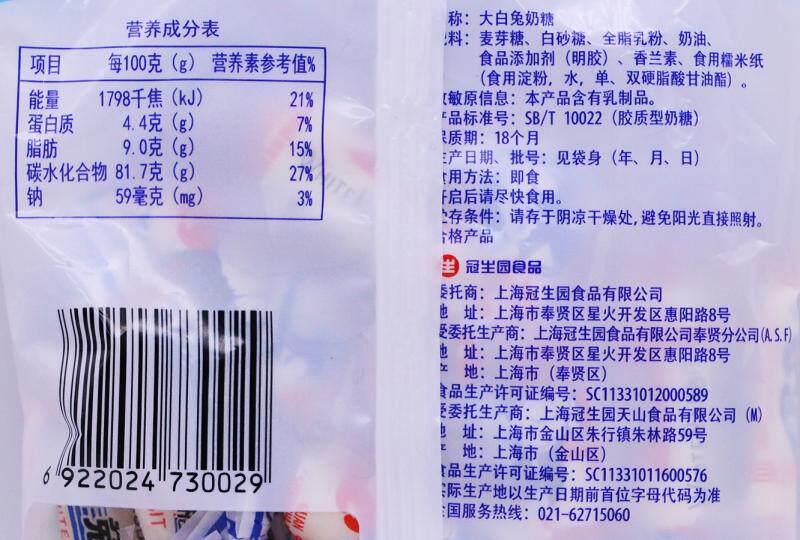 营养成分表
项目 每100克（g） 营养素参考值%
能量 1798千焦（kJ） 21%
蛋白质 4.4克（g） 7%
脂肪 9.0克（g） 15%
碳水化合物 81.7克（g） 27%
钠 59毫克（mg） 3%
6 922024 730029
称：大白兔奶糖
料：麦芽糖、白砂糖、全脂乳粉、奶油、
食品添加剂（明胶）、香兰素、食用糯米纸
（食用淀粉，水，单、双硬脂酸甘油酯）。
敏原信息：本产品含有乳制品。
品标准号：SB/T 10022（胶质型奶糖）
质期：18个月
产日期、批号：见袋身（年、月、日）
用方法：即食
启后请尽快食用。
存条件：请存于阴凉干燥处,避免阳光直接照射。
格产品
生 冠生园食品
委托商：上海冠生园食品有限公司
地 址：上海市奉贤区星火开发区惠阳路8号
受委托生产商：上海冠生园食品有限公司奉贤分公司(A.S.F)
地 址：上海市奉贤区星火开发区惠阳路8号
产 地：上海市（奉贤区）
食品生产许可证编号：SC11331012000589
受委托生产商：上海冠生园天山食品有限公司（M）
地 址：上海市金山区朱行镇朱林路59号
产 地：上海市（金山区）
食品生产许可证编号：SC11331011600576
实际生产地以生产日期前首位字母代码为准
全国服务热线：021-62715060